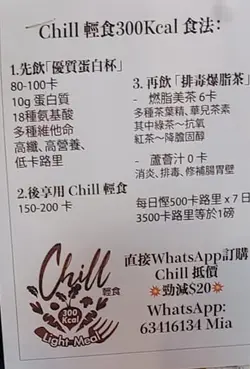 Chill 輕食300Kcal 食法：
1.先飲「優質蛋白杯」
80-100卡
10g 蛋白質
18種氨基酸
多種維他命
高纖、高營養、
低卡路里
2.後享用 Chill 輕食
150-200 卡
3. 再飲「排毒爆脂茶」
- 燃脂美茶 6卡
多種茶葉精、華兒茶素
其中綠茶～抗氧
紅茶～降膽固醇
- 蘆薈汁 0 卡
消炎、排毒、修補腸胃壁
每日慳500卡路里 x 7 日
3500卡路里等於1磅
Chill
輕食
300
Kcal
Light-Meal
直接WhatsApp訂購
Chill 抵價
勁減$20
WhatsApp:
63416134 Mia